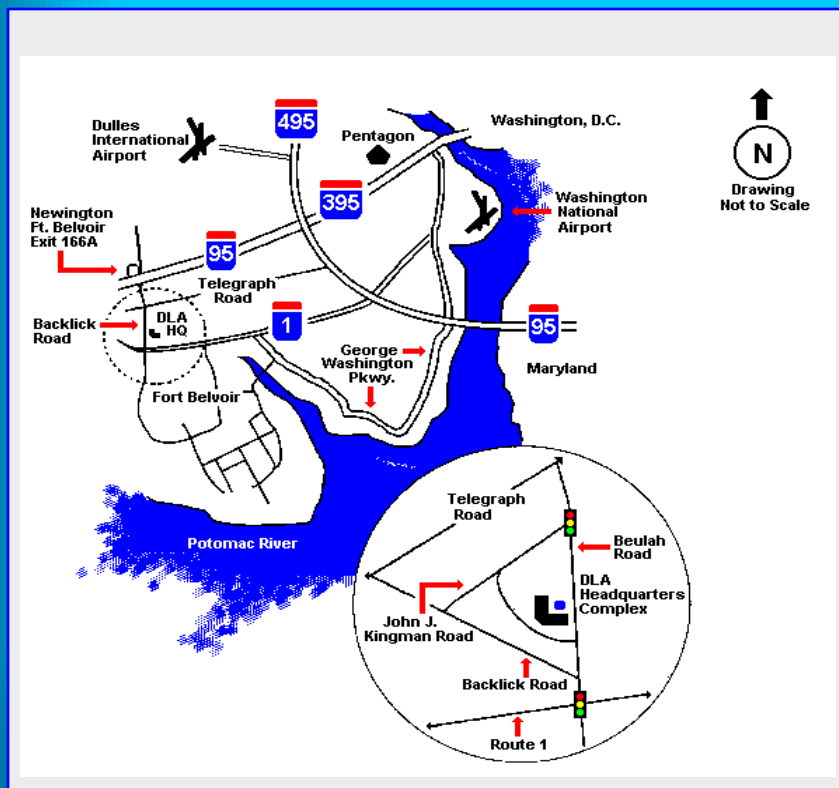 495
Dulles
International
Airport
Pentagon
Washington, D.C.
N
Drawing
Not to Scale
395
Washington
National
Airport
Newington
Ft. Belvoir
Exit 166A
95
Telegraph
Road
Backlick
Road
DLA
HQ
1
95
George
Washington
Pkwy.
Maryland
Fort Belvoir
Potomac River
Telegraph
Road
Beulah
Road
DLA
Headquarters
Complex
John J.
Kingman Road
Backlick Road
Route 1